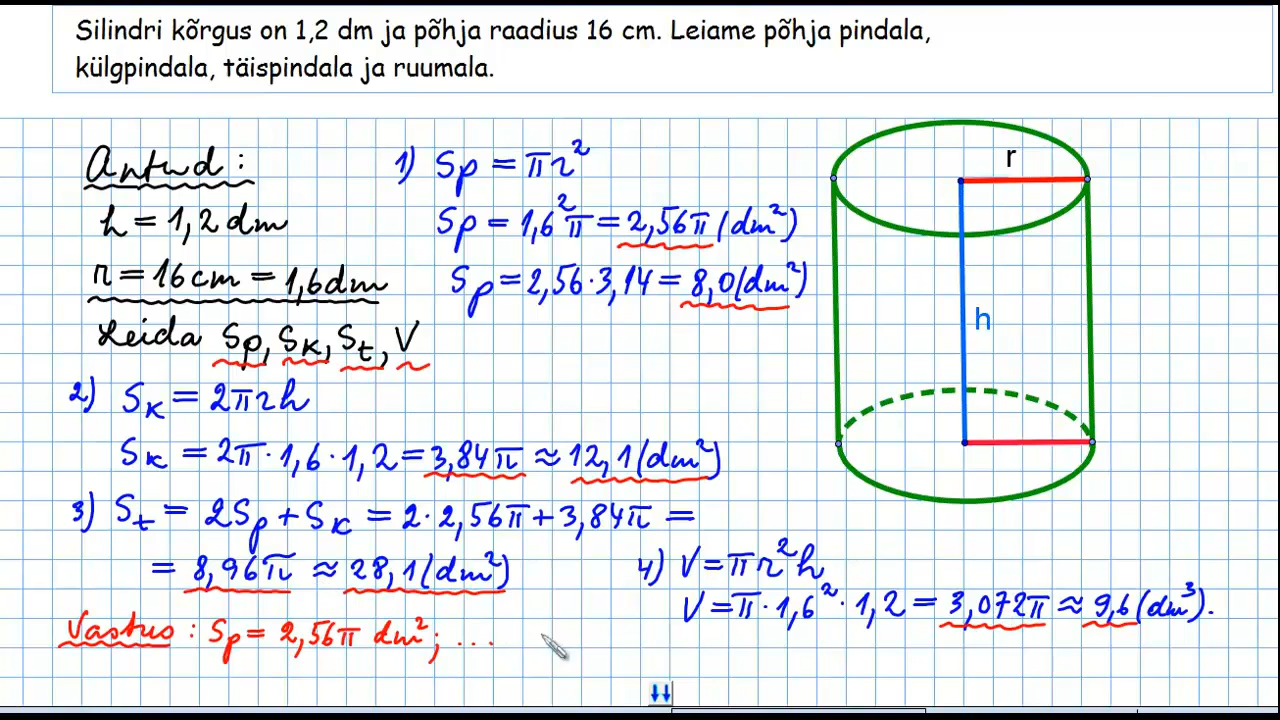 Silindri kõrgus on 1,2 dm ja põhja raadius 16 cm. Leiame põhja pindala,
külgpindala, täispindala ja ruumala.
Antud:
h = 1,2 dm
r = 16 cm = 1,6 dm
Leida Sp, Sk, St, V
1) Sp = πr²
Sp = 1,6²π = 2,56π (dm²)
Sp = 2,56·3,14 = 8,0 (dm²)
2) Sk = 2πrh
Sk = 2π·1,6·1,2 = 3,84π ≈ 12,1 (dm²)
3) St = 2Sp + Sk = 2·2,56π + 3,84π =
= 8,96π ≈ 28,1 (dm²)
4) V = πr²h
V = π·1,6²·1,2 = 3,072π ≈ 9,6 (dm³).
Vastus: Sp = 2,56π dm²; ...
r
h